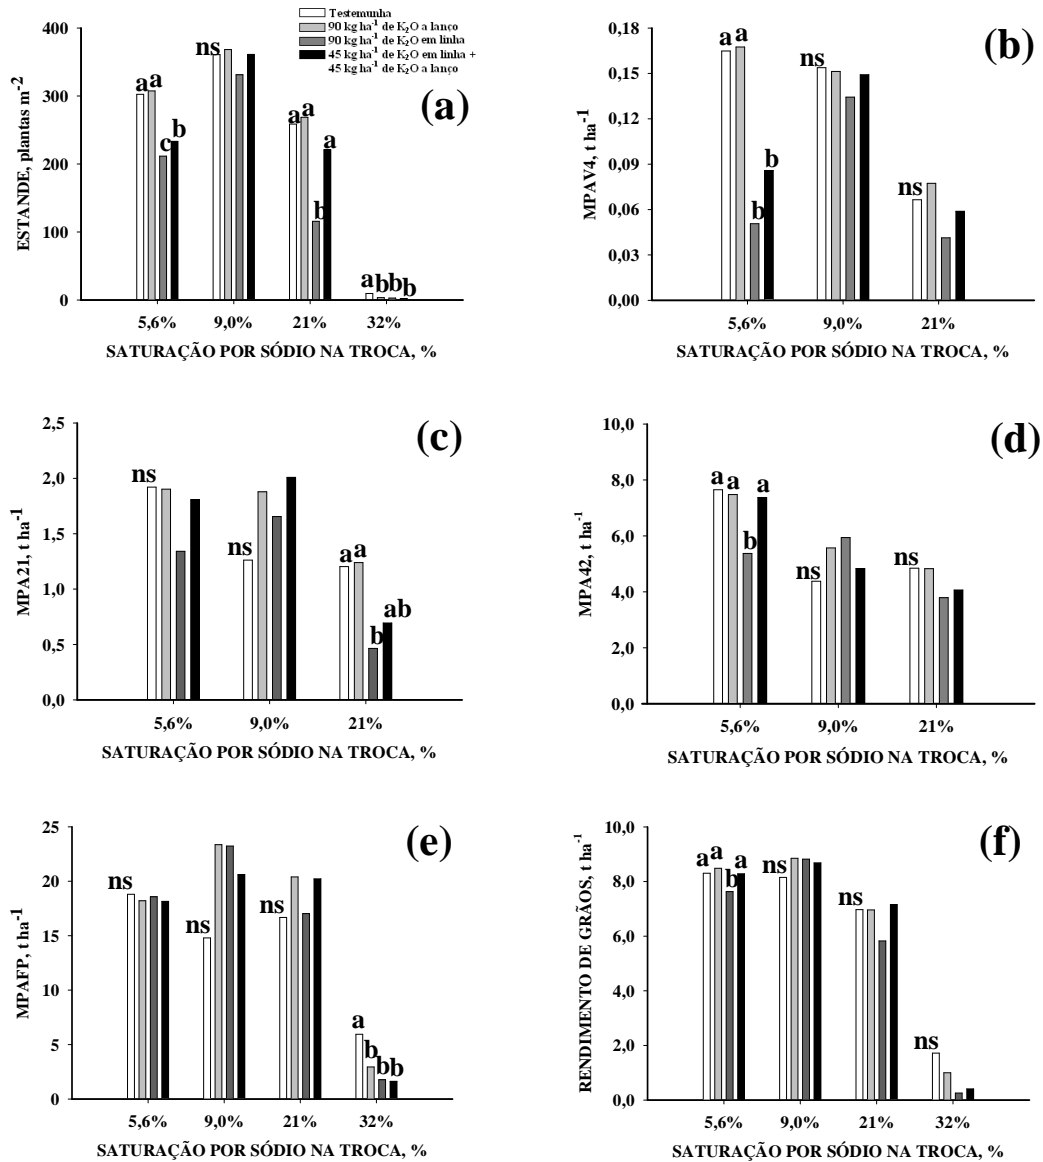 Testemunha
90 kg ha⁻¹ de K₂O a lanço
90 kg ha⁻¹ de K₂O em linha
45 kg ha⁻¹ de K₂O em linha +
45 kg ha⁻¹ de K₂O a lanço
(a)
ESTANDE, plantas m⁻²
400
300
200
100
0
a a c b
ns
a a b a
a b b b
5,6% 9,0% 21% 32%
SATURAÇÃO POR SÓDIO NA TROCA, %
(b)
MPAV4, t ha⁻¹
0,18
0,15
0,12
0,09
0,06
0,03
0,00
a a b b
ns
ns
5,6% 9,0% 21%
SATURAÇÃO POR SÓDIO NA TROCA, %
(c)
MPA21, t ha⁻¹
2,5
2,0
1,5
1,0
0,5
0,0
ns
ns
a a b ab
5,6% 9,0% 21%
SATURAÇÃO POR SÓDIO NA TROCA, %
(d)
MPA42, t ha⁻¹
10,0
8,0
6,0
4,0
2,0
0,0
a a b a
ns
ns
5,6% 9,0% 21%
SATURAÇÃO POR SÓDIO NA TROCA, %
(e)
MPAFP, t ha⁻¹
25
20
15
10
5
0
ns
ns
ns
a b b b
5,6% 9,0% 21% 32%
SATURAÇÃO POR SÓDIO NA TROCA, %
(f)
RENDIMENTO DE GRÃOS, t ha⁻¹
10,0
8,0
6,0
4,0
2,0
0,0
a a b a
ns
ns
ns
5,6% 9,0% 21% 32%
SATURAÇÃO POR SÓDIO NA TROCA, %